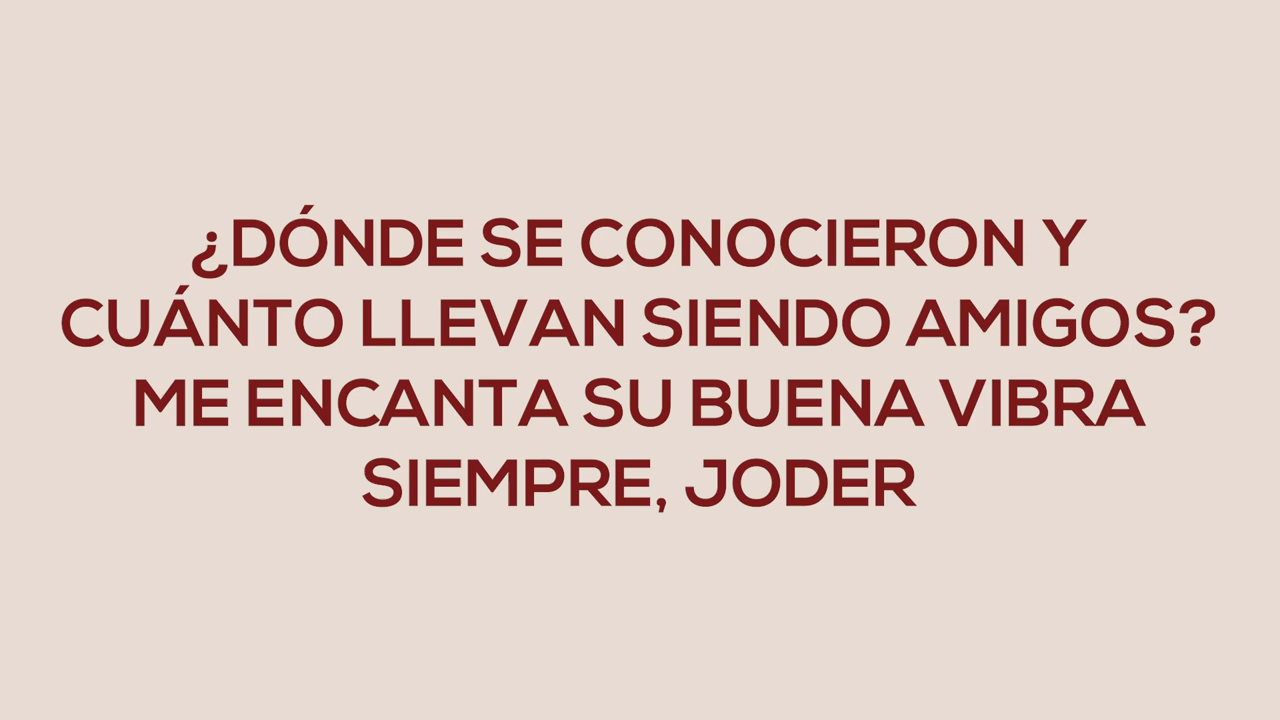 ¿DÓNDE SE CONOCIERON Y
CUÁNTO LLEVAN SIENDO AMIGOS?
ME ENCANTA SU BUENA VIBRA
SIEMPRE, JODER